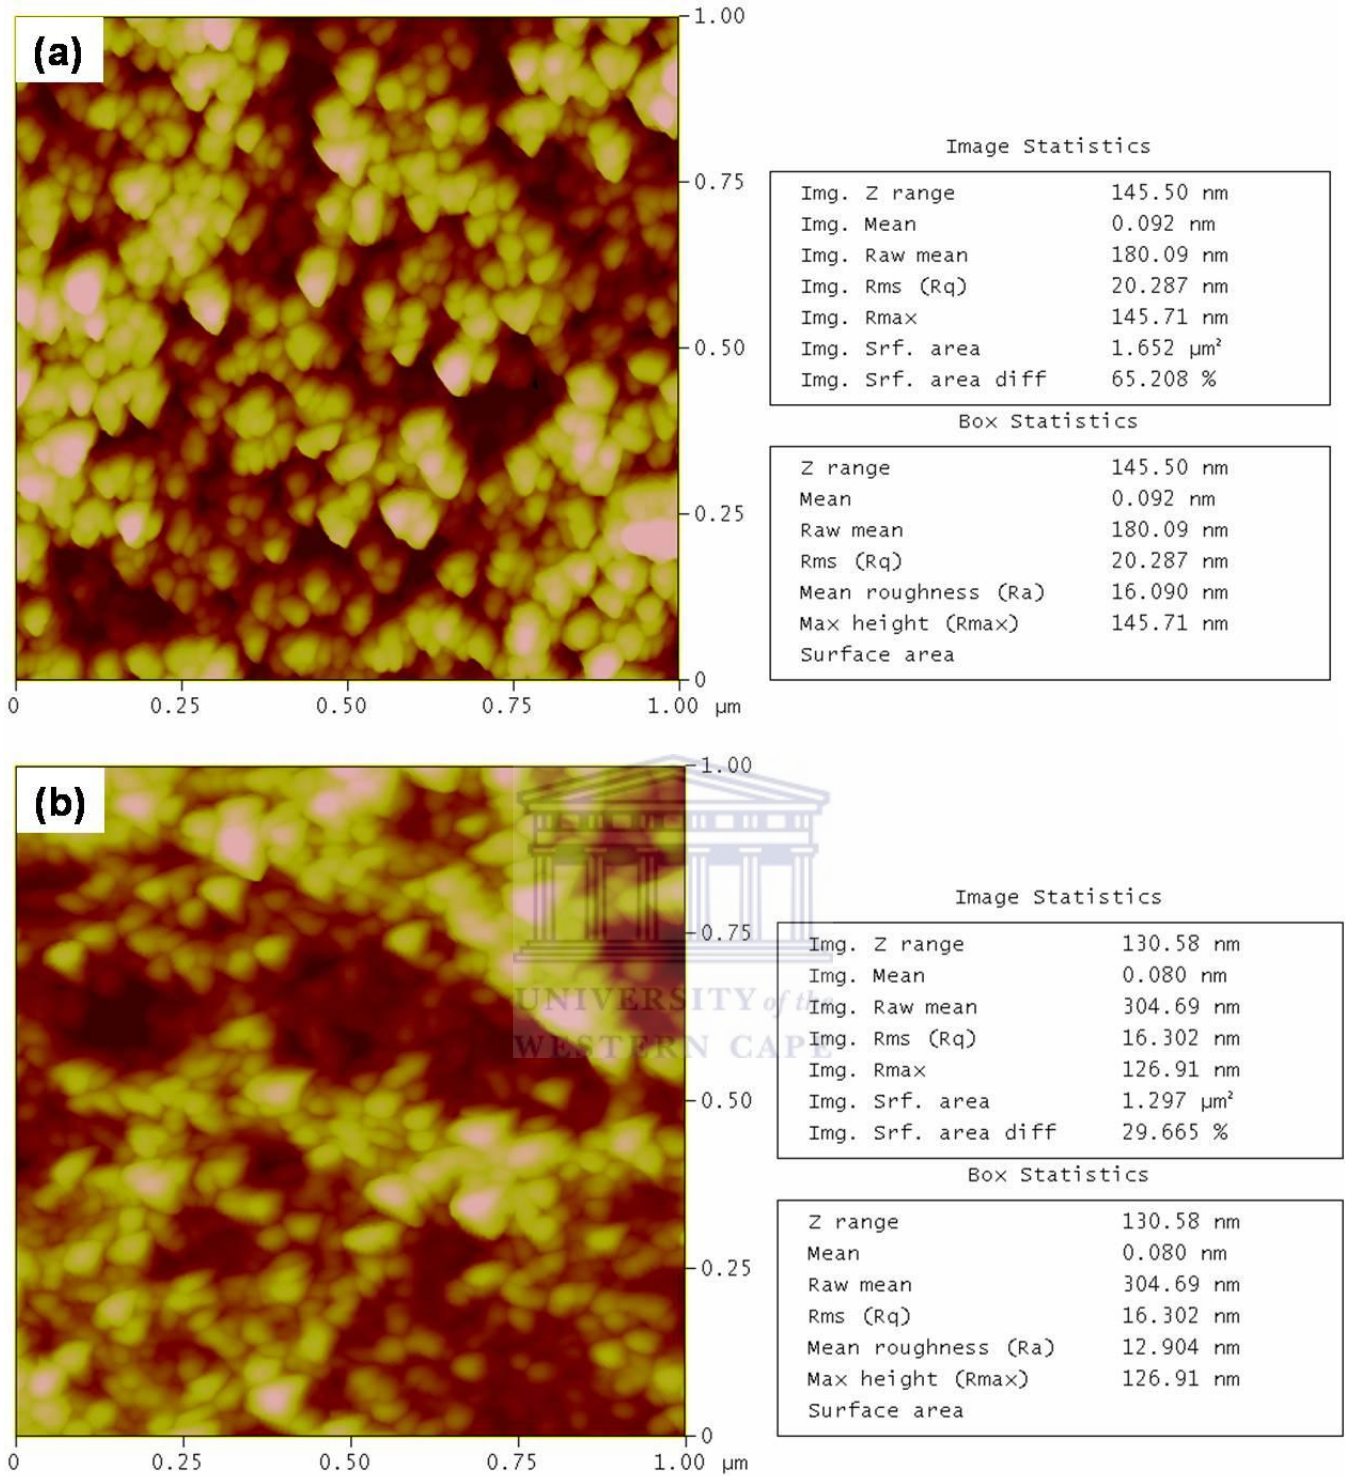 (a)
1.00
0.75
0.50
0.25
0
0 0.25 0.50 0.75 1.00 µm
Image Statistics
Img. Z range 145.50 nm
Img. Mean 0.092 nm
Img. Raw mean 180.09 nm
Img. Rms (Rq) 20.287 nm
Img. Rmax 145.71 nm
Img. Srf. area 1.652 µm²
Img. Srf. area diff 65.208 %
Box Statistics
Z range 145.50 nm
Mean 0.092 nm
Raw mean 180.09 nm
Rms (Rq) 20.287 nm
Mean roughness (Ra) 16.090 nm
Max height (Rmax) 145.71 nm
Surface area
(b)
1.00
0.75
0.50
0.25
0
0 0.25 0.50 0.75 1.00 µm
UNIVERSITY of the
WESTERN CAPE
Image Statistics
Img. Z range 130.58 nm
Img. Mean 0.080 nm
Img. Raw mean 304.69 nm
Img. Rms (Rq) 16.302 nm
Img. Rmax 126.91 nm
Img. Srf. area 1.297 µm²
Img. Srf. area diff 29.665 %
Box Statistics
Z range 130.58 nm
Mean 0.080 nm
Raw mean 304.69 nm
Rms (Rq) 16.302 nm
Mean roughness (Ra) 12.904 nm
Max height (Rmax) 126.91 nm
Surface area